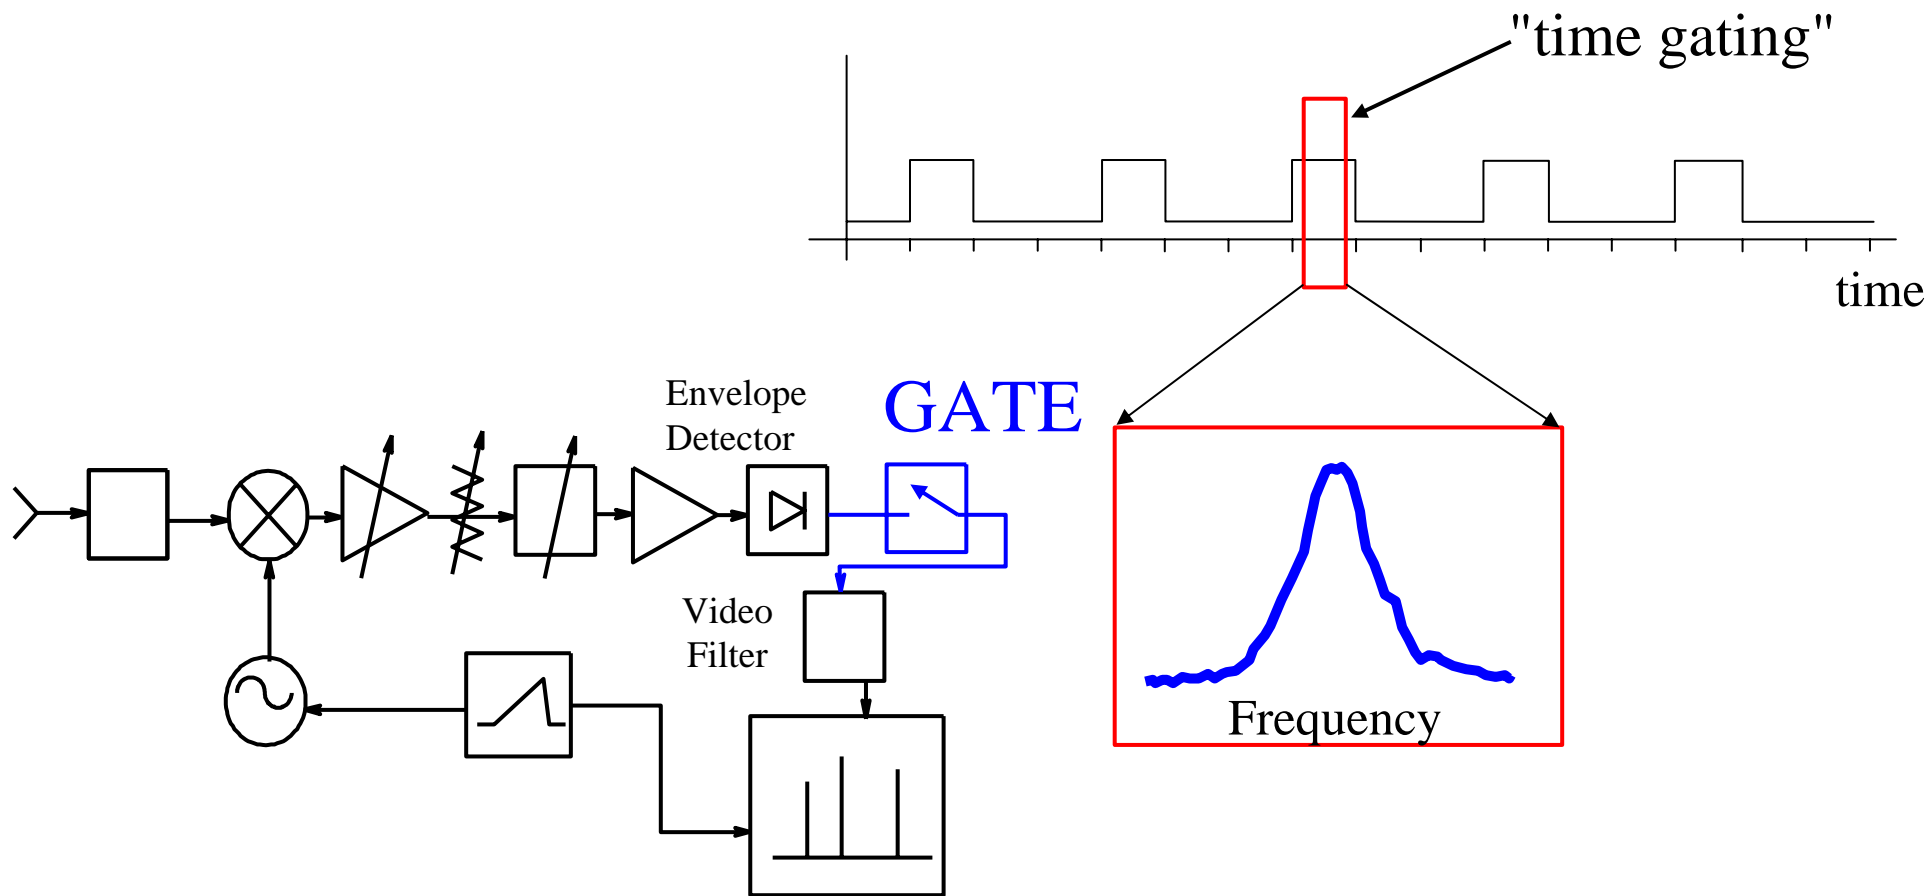 "time gating"
time
Envelope
Detector
GATE
Video
Filter
Frequency